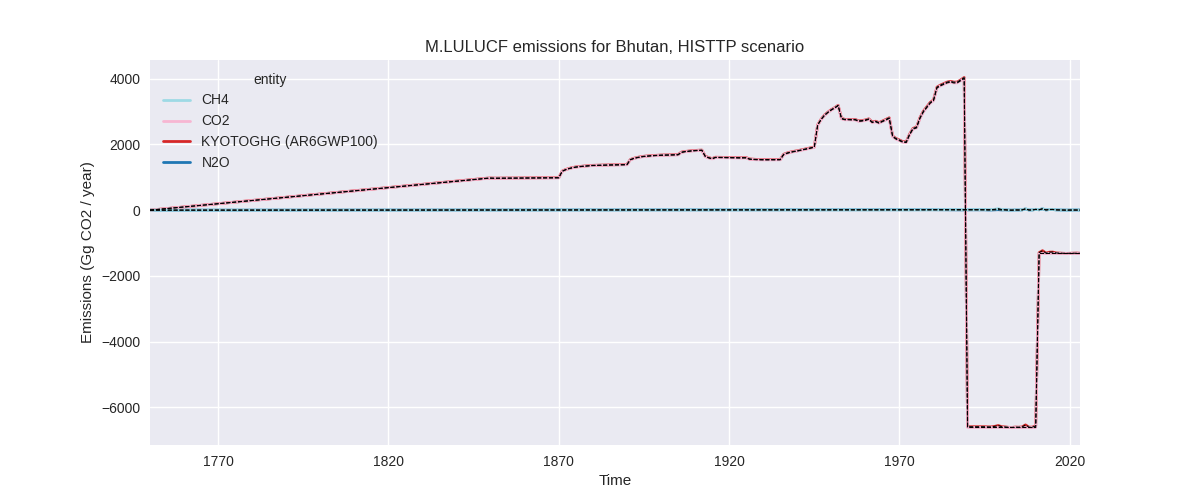 M.LULUCF emissions for Bhutan, HISTTP scenario
entity
CH4
CO2
KYOTOGHG (AR6GWP100)
N2O
Emissions (Gg CO2 / year)
4000
2000
0
−2000
−4000
−6000
1770
1820
1870
1920
1970
2020
Time